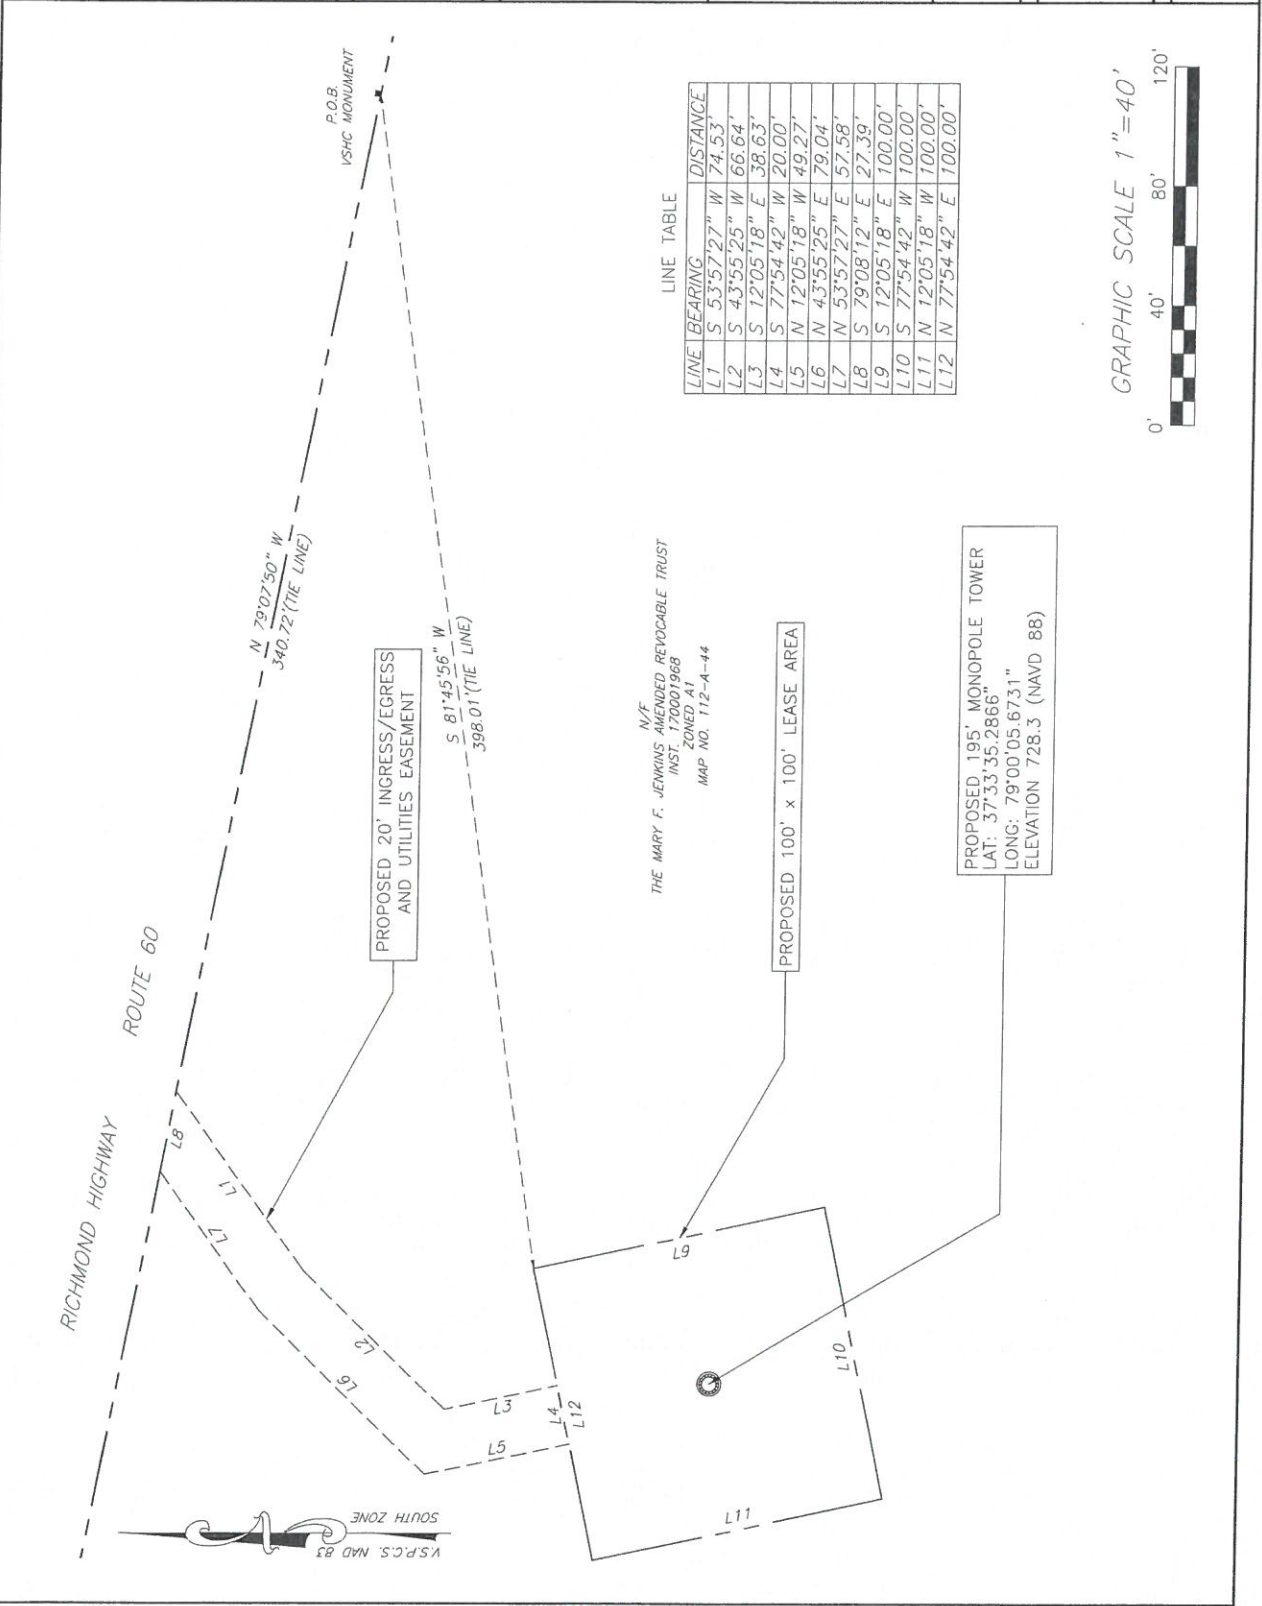 P.O.B.
VSHC MONUMENT
N 79°07'50" W
340.72'(TIE LINE)
ROUTE 60
RICHMOND HIGHWAY
S 81°45'56" W
398.01'(TIE LINE)
PROPOSED 20' INGRESS/EGRESS
AND UTILITIES EASEMENT
L8
L1
L7
L2
L6
L3
L5
L4
L12
L9
L10
L11
V.S.P.C.S. NAD 83
SOUTH ZONE
N/F
THE MARY F. JENKINS AMENDED REVOCABLE TRUST
INST. 170001968
ZONED A1
MAP NO. 112-A-44
PROPOSED 100' x 100' LEASE AREA
PROPOSED 195' MONOPOLE TOWER
LAT: 37°33'35.2866"
LONG: 79°00'05.6731"
ELEVATION 728.3 (NAVD 88)
LINE TABLE
LINE BEARING DISTANCE
L1 S 53°57'27" W 74.53'
L2 S 43°55'25" W 66.64'
L3 S 12°05'18" E 38.63'
L4 S 77°54'42" W 20.00'
L5 N 12°05'18" W 49.27'
L6 N 43°55'25" E 79.04'
L7 N 53°57'27" E 57.58'
L8 S 79°08'12" E 27.39'
L9 S 12°05'18" E 100.00'
L10 S 77°54'42" W 100.00'
L11 N 12°05'18" W 100.00'
L12 N 77°54'42" E 100.00'
GRAPHIC SCALE 1"=40'
0' 40' 80' 120'